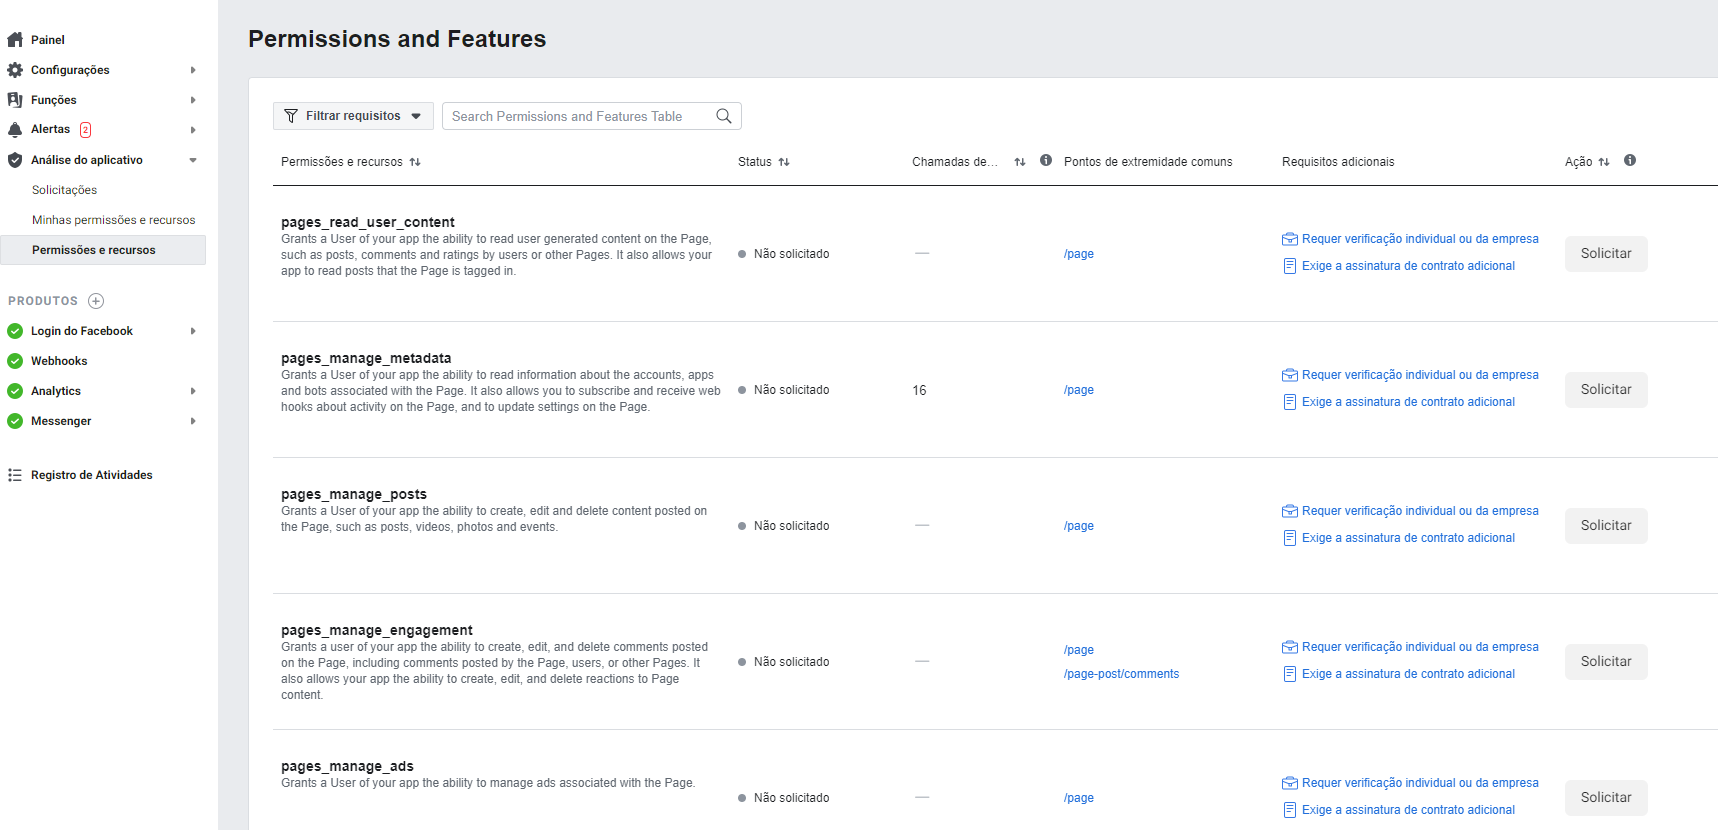 Painel
Configurações
Funções
Alertas 2
Análise do aplicativo
Solicitações
Minhas permissões e recursos
Permissões e recursos
PRODUTOS
Login do Facebook
Webhooks
Analytics
Messenger
Registro de Atividades
Permissions and Features
Filtrar requisitos
Search Permissions and Features Table
Permissões e recursos Status Chamadas de... Pontos de extremidade comuns Requisitos adicionais Ação
pages_read_user_content
Grants a User of your app the ability to read user generated content on the Page,
such as posts, comments and ratings by users or other Pages. It also allows your
app to read posts that the Page is tagged in.
Não solicitado
—
/page
Requer verificação individual ou da empresa
Exige a assinatura de contrato adicional
Solicitar
pages_manage_metadata
Grants a User of your app the ability to read information about the accounts, apps
and bots associated with the Page. It also allows you to subscribe and receive web
hooks about activity on the Page, and to update settings on the Page.
Não solicitado
16
/page
Requer verificação individual ou da empresa
Exige a assinatura de contrato adicional
Solicitar
pages_manage_posts
Grants a User of your app the ability to create, edit and delete content posted on
the Page, such as posts, videos, photos and events.
Não solicitado
—
/page
Requer verificação individual ou da empresa
Exige a assinatura de contrato adicional
Solicitar
pages_manage_engagement
Grants a user of your app the ability to create, edit, and delete comments posted
on the Page, including comments posted by the Page, users, or other Pages. It
also allows your app the ability to create, edit, and delete reactions to Page
content.
Não solicitado
—
/page
/page-post/comments
Requer verificação individual ou da empresa
Exige a assinatura de contrato adicional
Solicitar
pages_manage_ads
Grants a User of your app the ability to manage ads associated with the Page.
Não solicitado
—
/page
Requer verificação individual ou da empresa
Exige a assinatura de contrato adicional
Solicitar